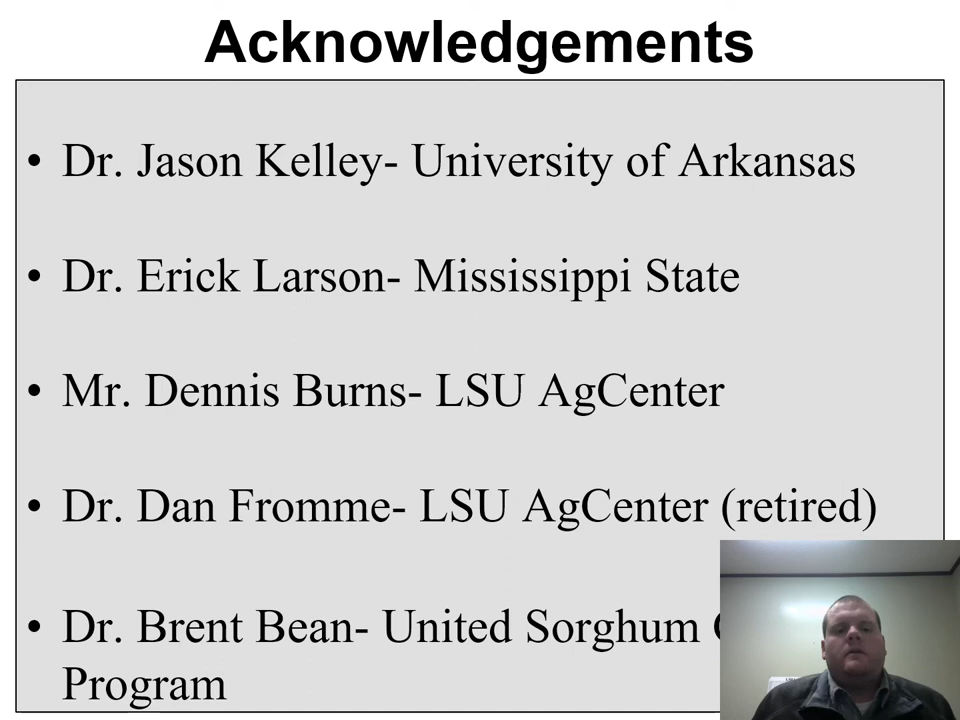 Acknowledgements
• Dr. Jason Kelley- University of Arkansas
• Dr. Erick Larson- Mississippi State
• Mr. Dennis Burns- LSU AgCenter
• Dr. Dan Fromme- LSU AgCenter (retired)
• Dr. Brent Bean- United Sorghum
Program